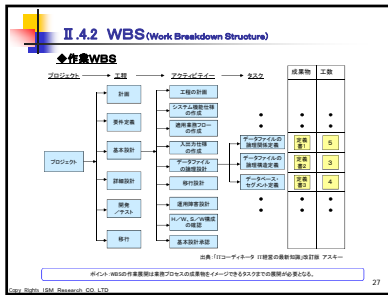 Ⅱ.4.2 WBS(Work Breakdown Structure)
◆作業WBS
プロジェクト 工程 アクティビティー タスク 成果物 工数
プロジェクト
計画
要件定義
基本設計
詳細設計
開発
/テスト
移行
工程の計画
システム機能仕様
の作成
適用業務フロー
の作成
入出力仕様
の作成
データファイル
の論理設計
移行設計
運用障害設計
H/W、S/W構成
の確認
基本設計承認
データファイルの
論理関係定義
データファイルの
論理構造定義
データベース・
セグメント定義
定義
書1
5
定義
書2
3
定義
書3
4
出典:「ITコーディネータ IT経営の最新知識」改訂版 アスキー
ポイント:WBSの作業展開は業務プロセスの成果物をイメージできるタスクまでの展開が必要となる。
27
Copy Rights ISM Research CO. LTD